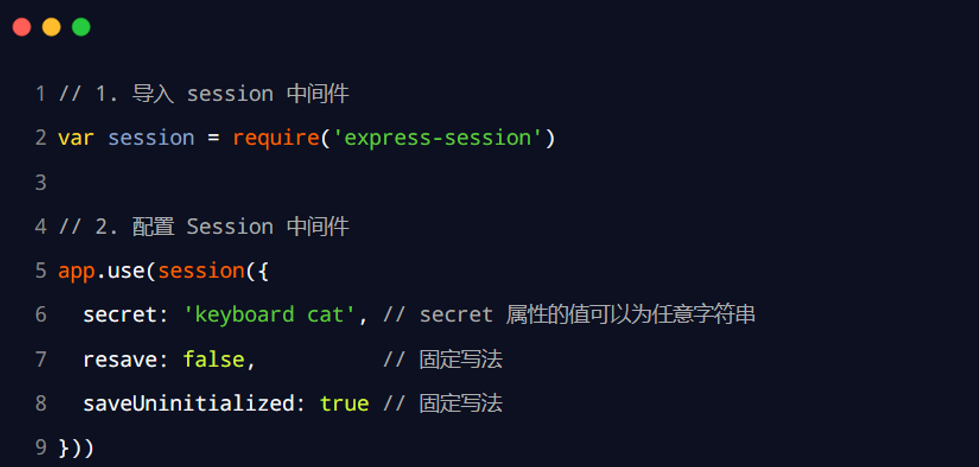 1 // 1. 导入 session 中间件
2 var session = require('express-session')
3
4 // 2. 配置 Session 中间件
5 app.use(session({
6   secret: 'keyboard cat', // secret 属性的值可以为任意字符串
7   resave: false,          // 固定写法
8   saveUninitialized: true // 固定写法
9 }))